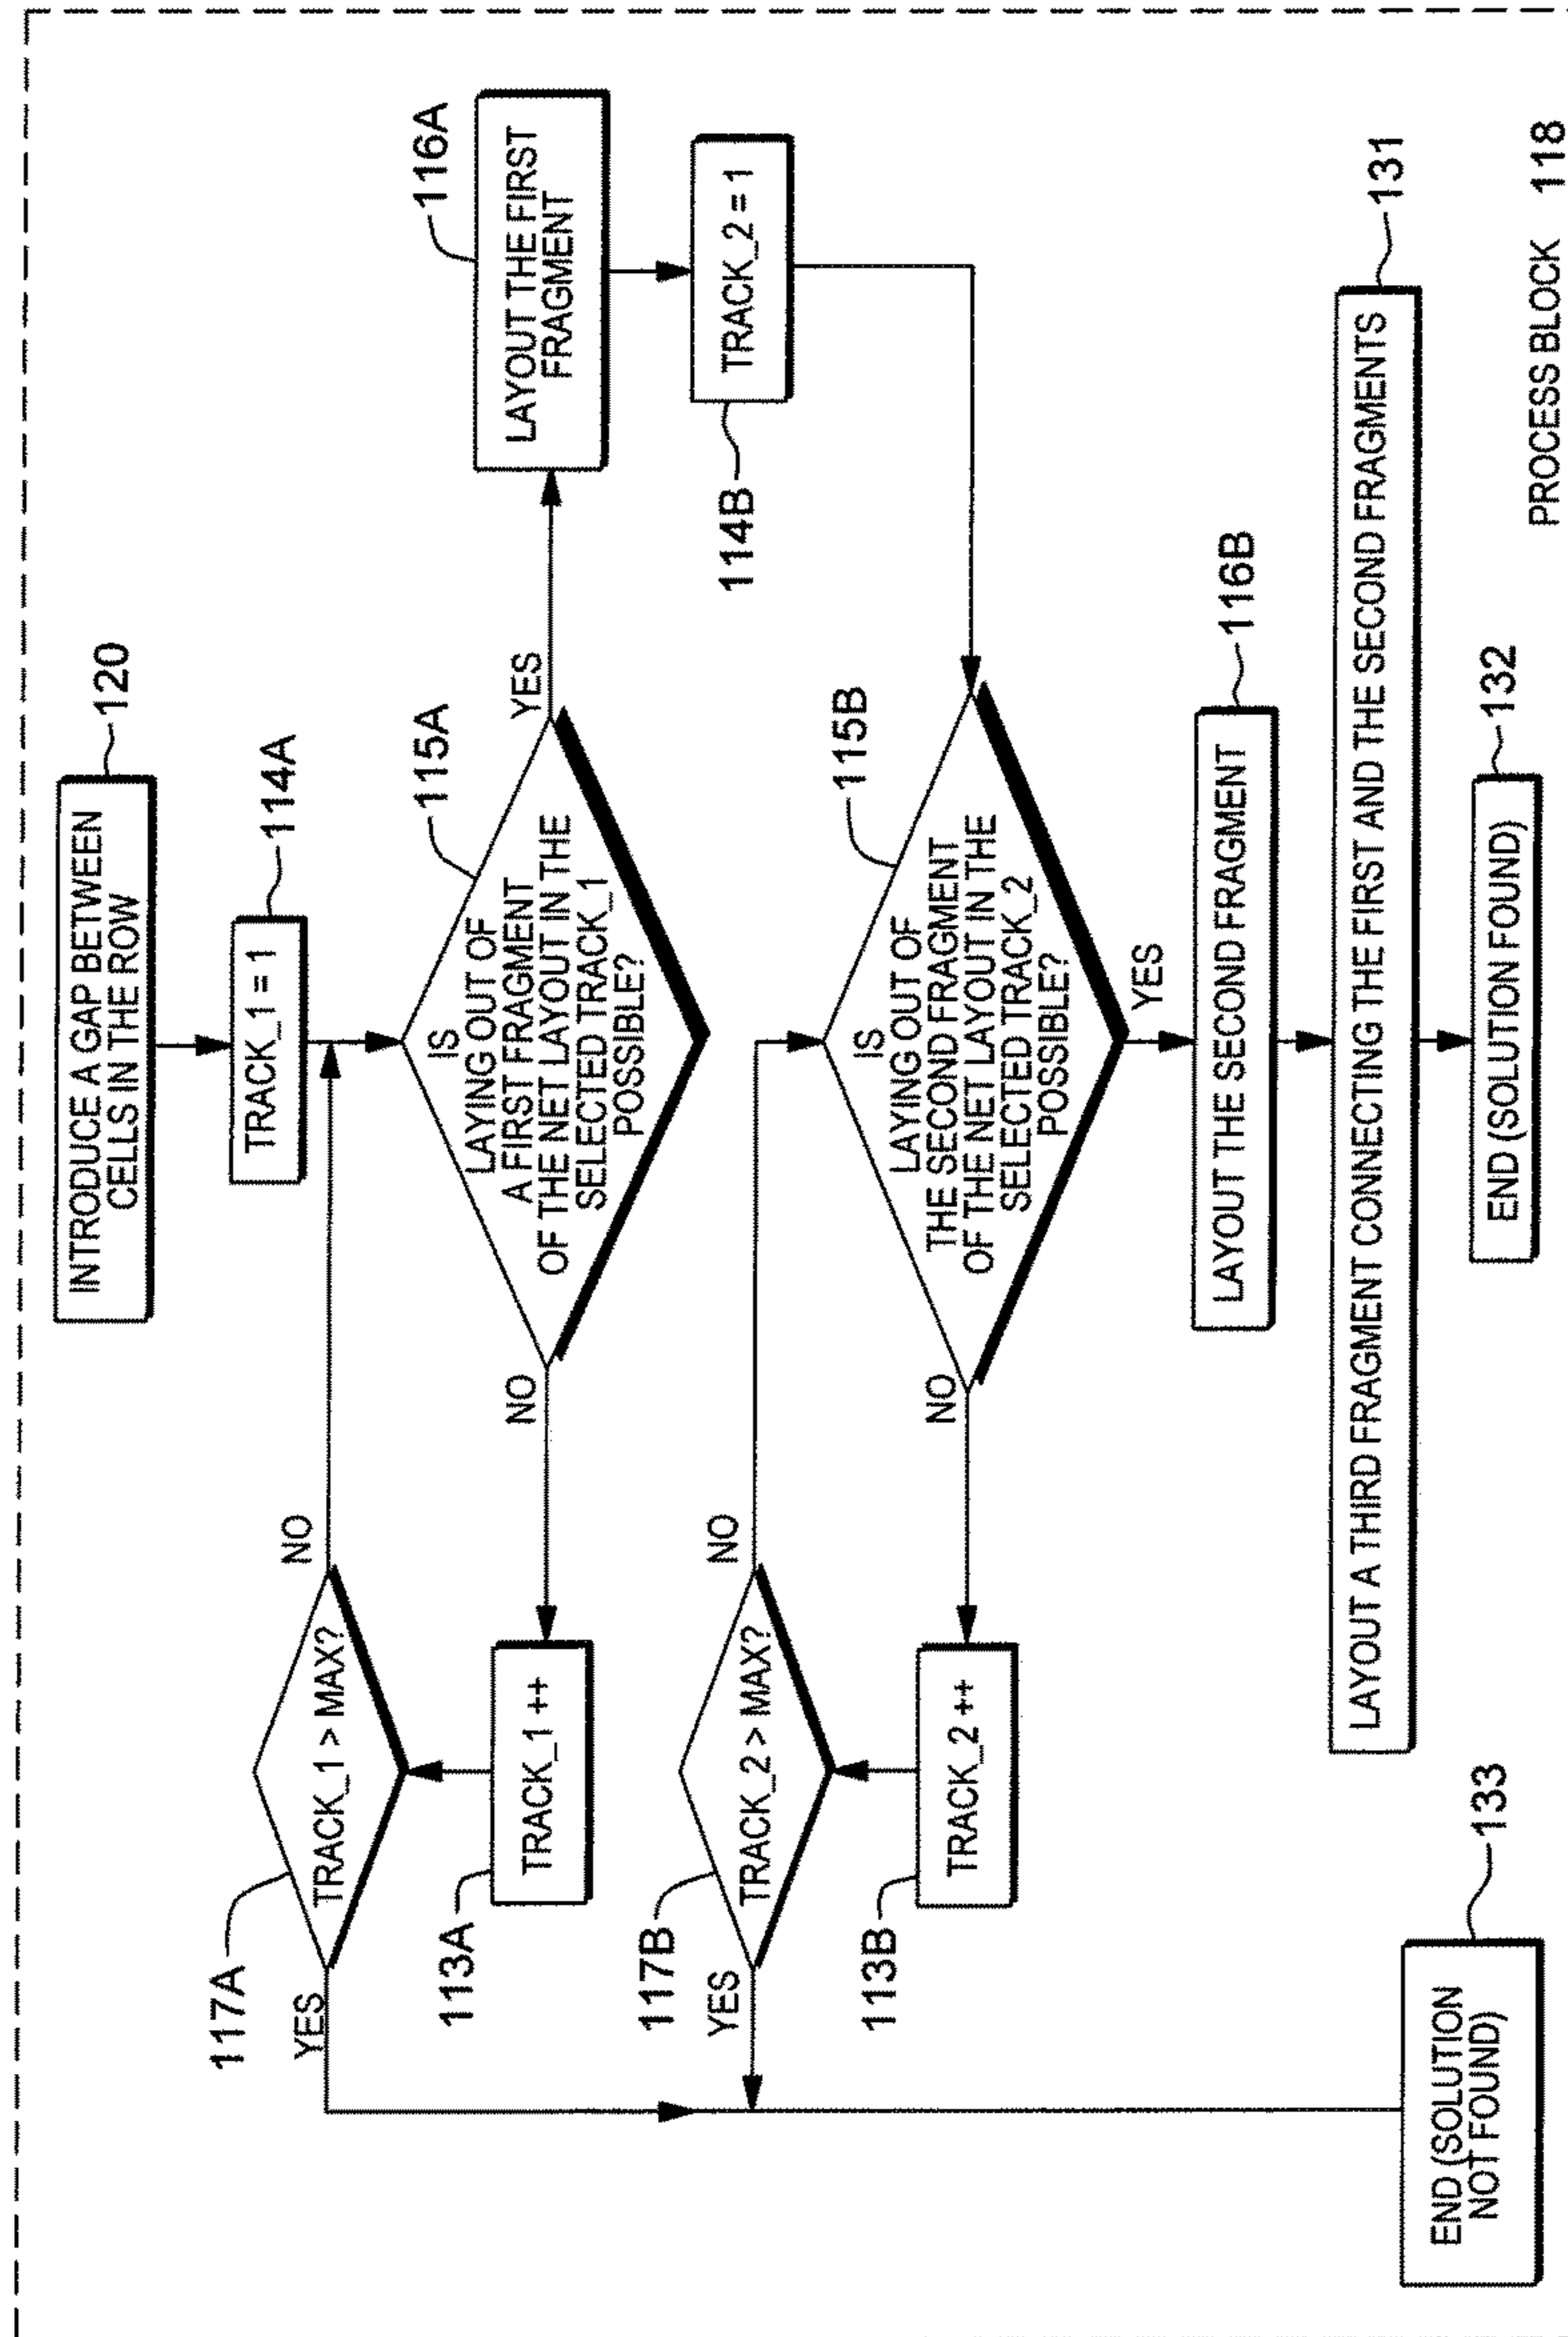 INTRODUCE A GAP BETWEEN
CELLS IN THE ROW
120
TRACK_1 = 1
114A
117A
TRACK_1 > MAX?
NO
YES
115A
IS
LAYING OUT OF
A FIRST FRAGMENT
OF THE NET LAYOUT IN THE
SELECTED TRACK_1
POSSIBLE?
YES
NO
116A
LAYOUT THE FIRST
FRAGMENT
113A
TRACK_1 ++
114B
TRACK_2 = 1
117B
TRACK_2 > MAX?
NO
YES
115B
IS
LAYING OUT OF
THE SECOND FRAGMENT
OF THE NET LAYOUT IN THE
SELECTED TRACK_2
POSSIBLE?
NO
YES
113B
TRACK_2 ++
LAYOUT THE SECOND FRAGMENT
116B
LAYOUT A THIRD FRAGMENT CONNECTING THE FIRST AND THE SECOND FRAGMENTS
131
END (SOLUTION
NOT FOUND)
133
END (SOLUTION FOUND)
132
PROCESS BLOCK 118